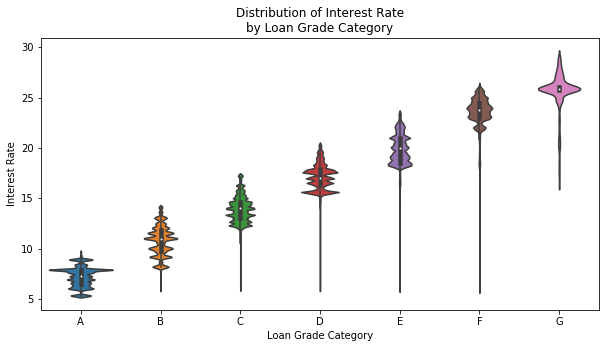 Distribution of Interest Rate
by Loan Grade Category
Interest Rate
30
25
20
15
10
5
A B C D E F G
Loan Grade Category